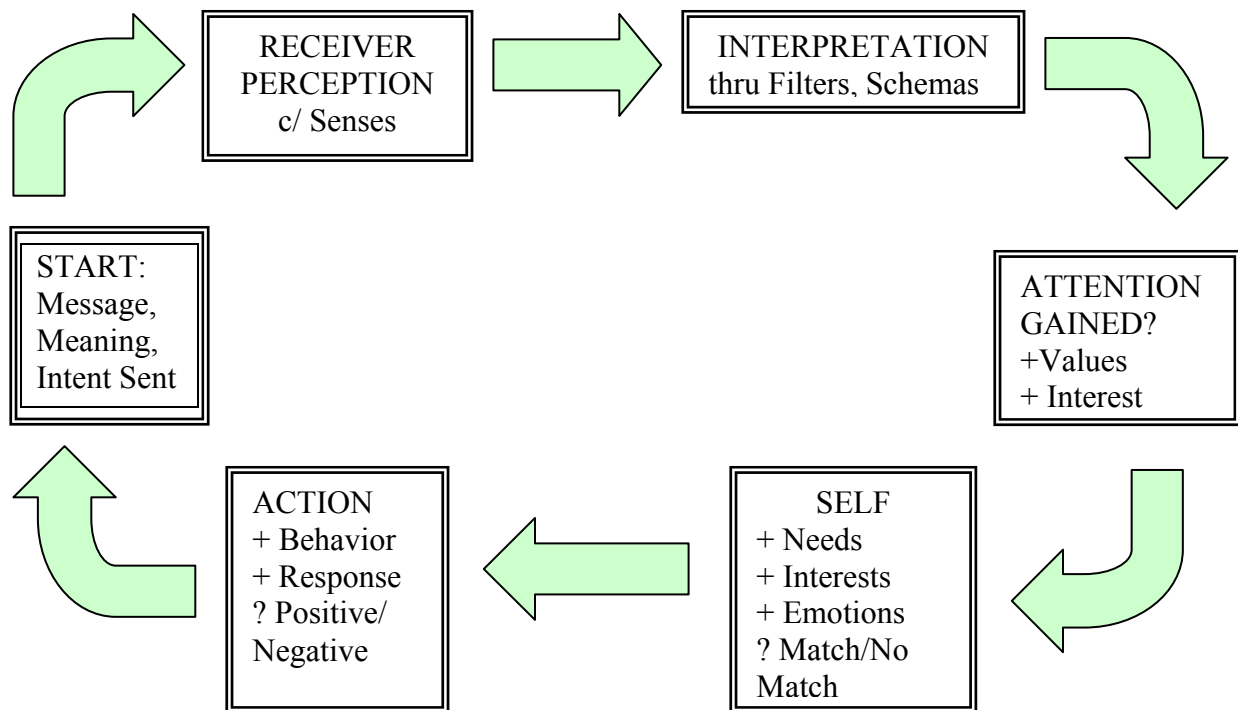 RECEIVER
PERCEPTION
c/ Senses
INTERPRETATION
thru Filters, Schemas
START:
Message,
Meaning,
Intent Sent
ATTENTION
GAINED?
+Values
+ Interest
ACTION
+ Behavior
+ Response
? Positive/
Negative
SELF
+ Needs
+ Interests
+ Emotions
? Match/No
Match